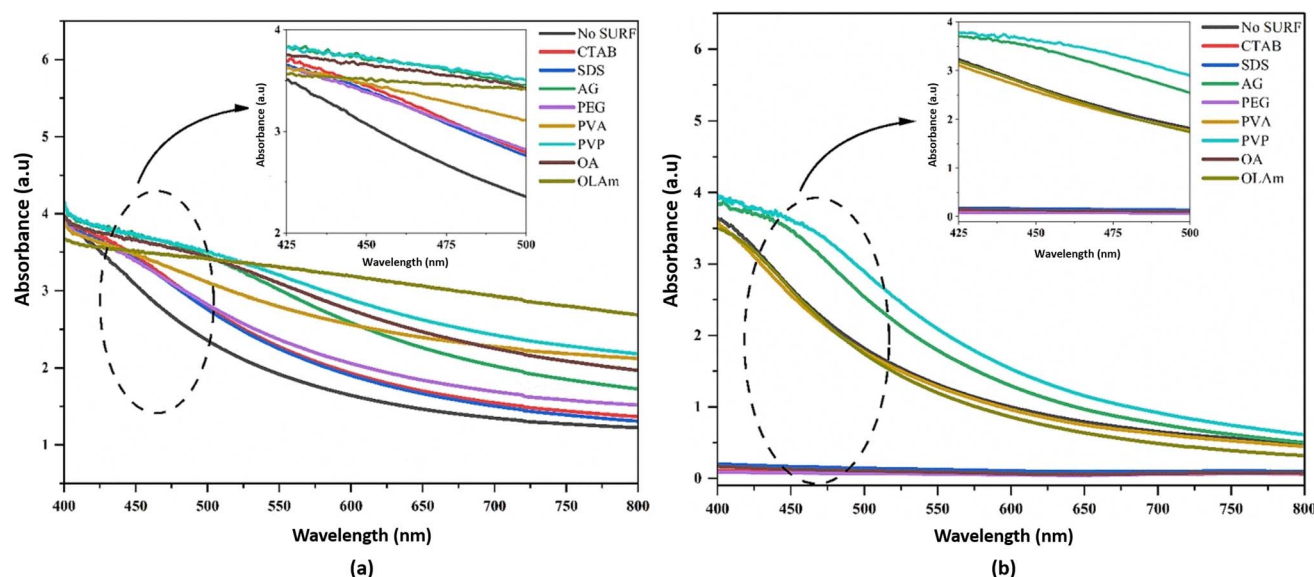 6
5
4
3
2
1
Absorbance (a.u)
400 450 500 550 600 650 700 750 800
Wavelength (nm)
(a)
4
3
2
Absorbance (a.u)
425 450 475 500
Wavelength (nm)
No SURF
CTAB
SDS
AG
PEG
PVA
PVP
OA
OLAm
6
5
4
3
2
1
0
Absorbance (a.u)
400 450 500 550 600 650 700 750 800
Wavelength (nm)
(b)
4
3
2
1
0
Absorbance (a.u)
425 450 475 500
Wavelength (nm)
No SURF
CTAB
SDS
AG
PEG
PVA
PVP
OA
OLAm